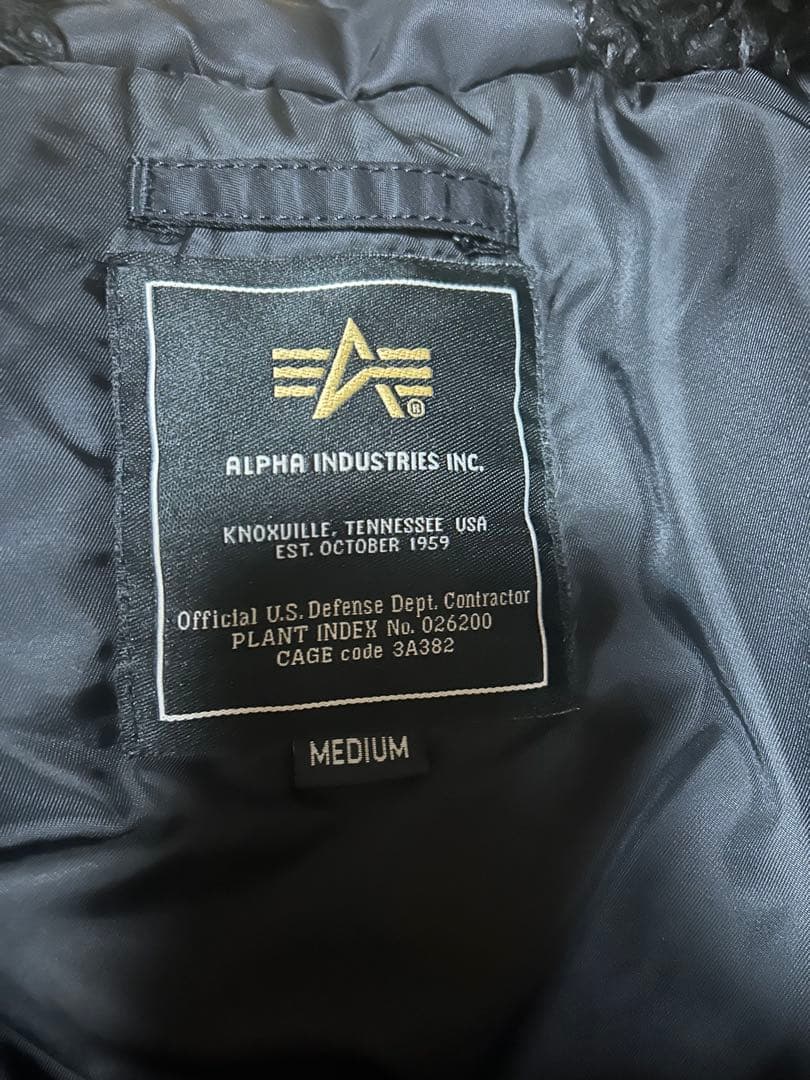 ®
ALPHA INDUSTRIES INC.
KNOXVILLE, TENNESSEE USA
EST. OCTOBER 1959
Official U.S. Defense Dept. Contractor
PLANT INDEX No. 026200
CAGE code 3A382
MEDIUM